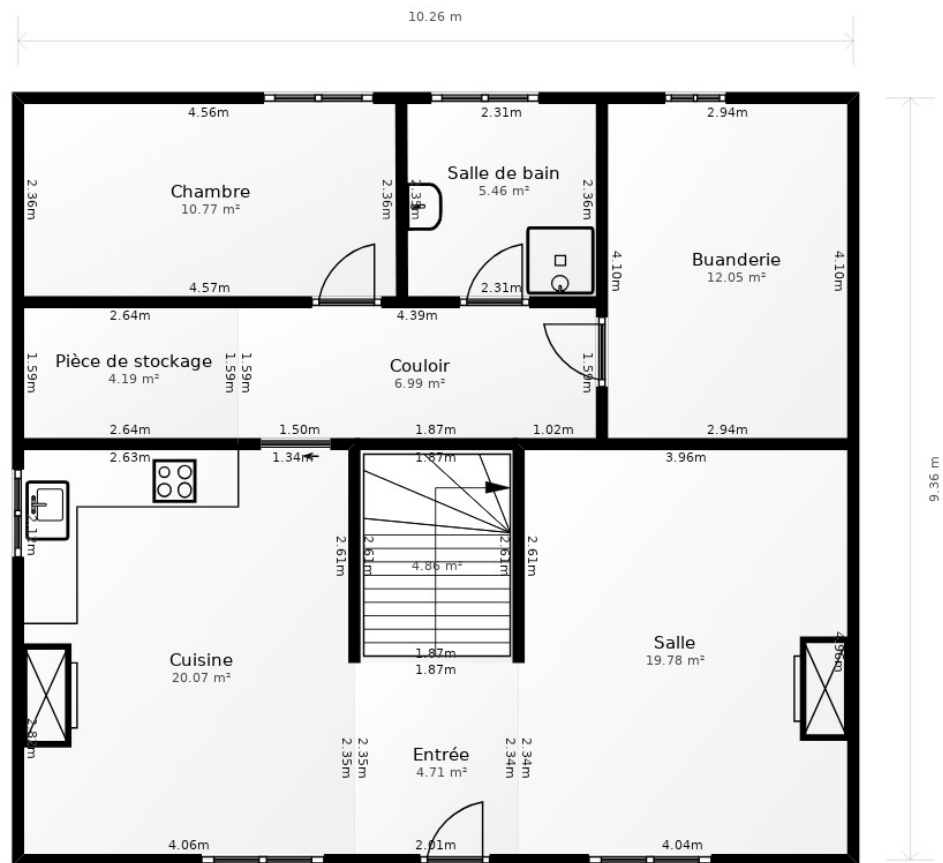 10.26 m
4.56m
2.31m
2.94m
2.36m
Chambre
10.77 m²
2.36m
Salle de bain
5.46 m²
2.36m
4.10m
Buanderie
12.05 m²
4.10m
4.57m
2.31m
2.64m
4.39m
1.59m
Pièce de stockage
4.19 m²
1.59m
1.59m
Couloir
6.99 m²
1.59m
2.64m
1.50m
1.87m
1.02m
2.94m
2.63m
1.34m
1.87m
3.96m
9.36 m
2.61m
2.61m
4.86 m²
2.61m
2.61m
Cuisine
20.07 m²
1.87m
1.87m
Salle
19.78 m²
4.96m
2.35m
2.35m
Entrée
4.71 m²
2.34m
2.34m
4.06m
2.01m
4.04m